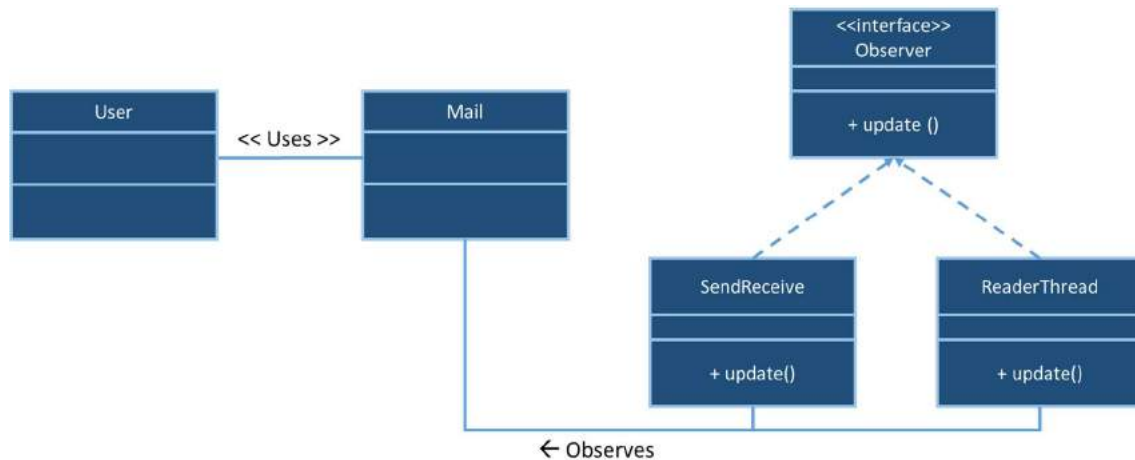 <<interface>>
Observer
+ update ()
User
<< Uses >>
Mail
SendReceive
+ update()
ReaderThread
+ update()
← Observes